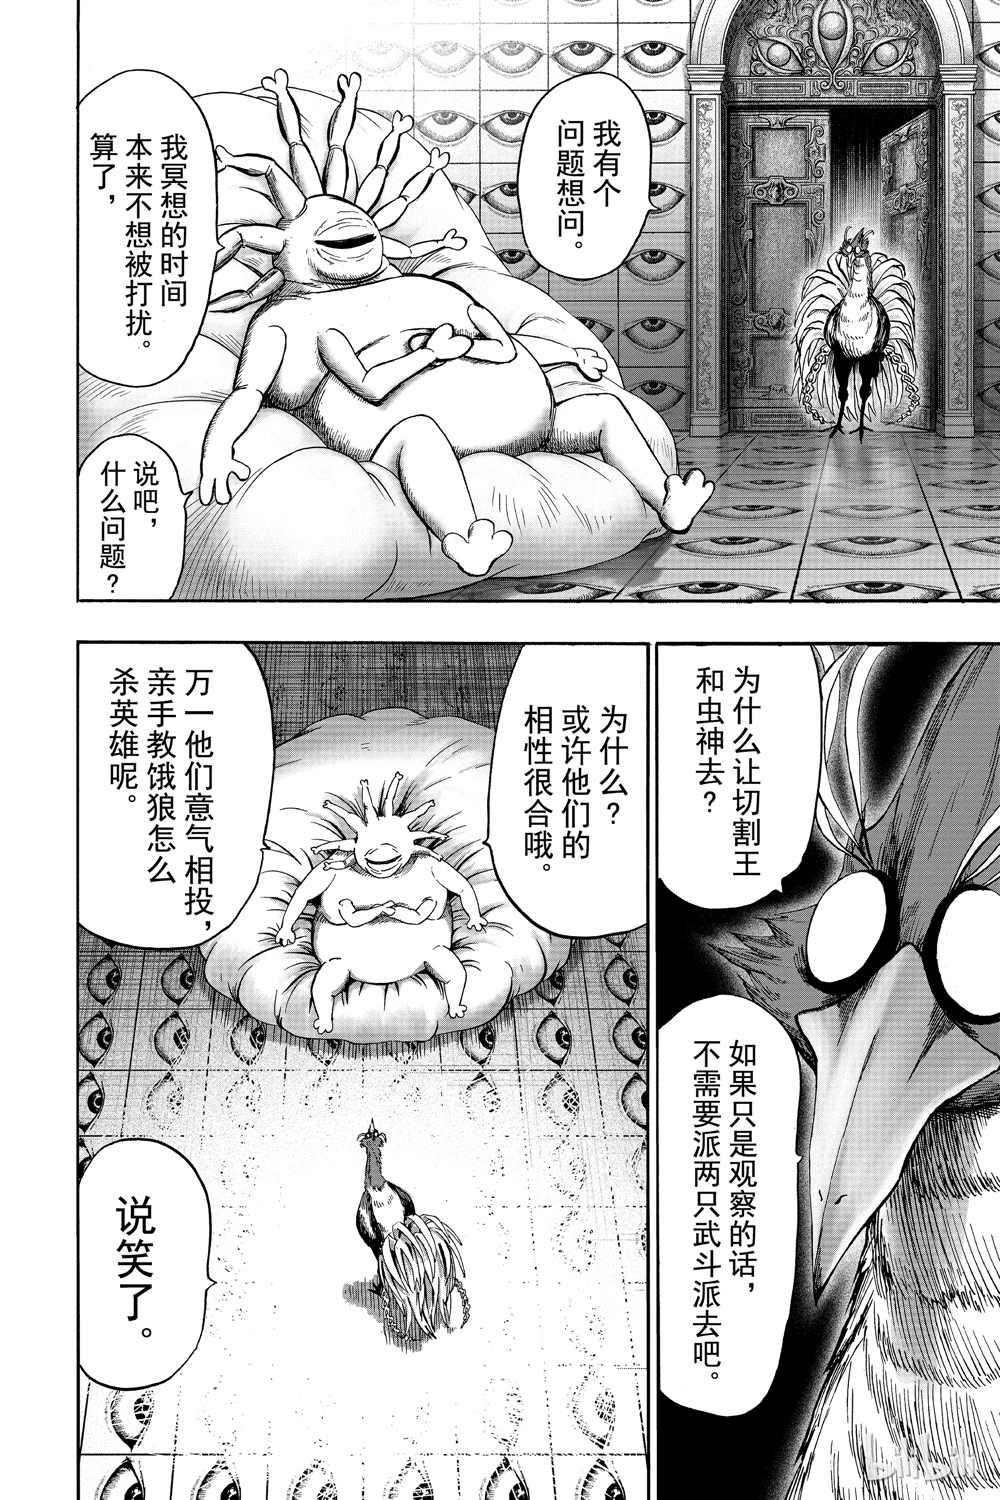 我有个
问题想问。
我冥想的时间
本来不想被打扰。
算了，
说吧，
什么问题？
为什么让切割王
和虫神去？
如果只是观察的话，
不需要派两只武斗派去吧。
为什么？
或许他们的
相性很合哦。
万一他们意气相投，
亲手教饿狼怎么
杀英雄呢。
说笑了。
bilibili